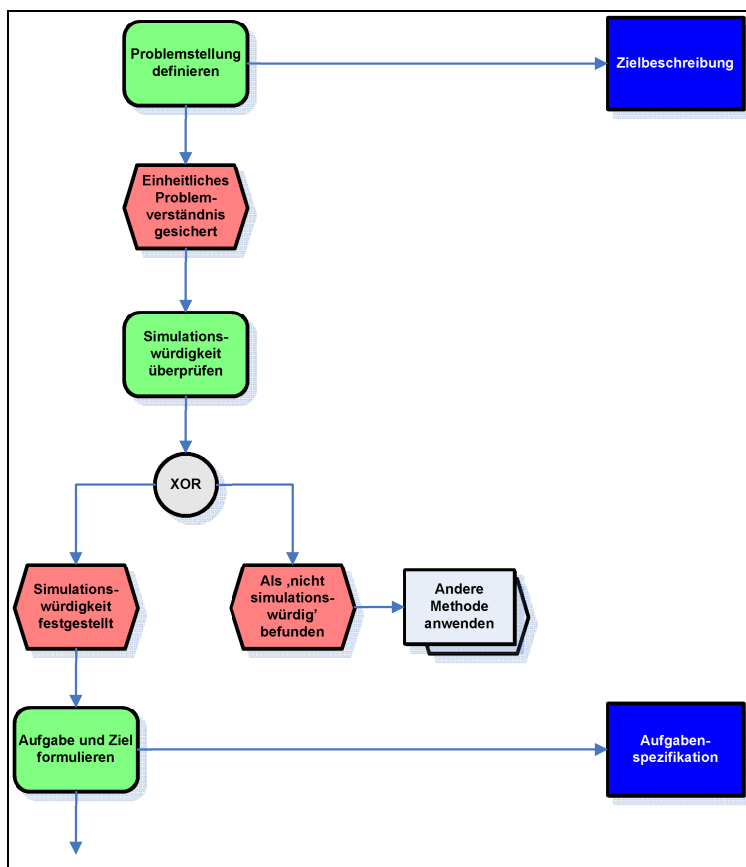 Problemstellung
definieren
Zielbeschreibung
Einheitliches
Problem-
verständnis
gesichert
Simulations-
würdigkeit
überprüfen
XOR
Simulations-
würdigkeit
festgestellt
Als ‚nicht
simulations-
würdig’
befunden
Andere
Methode
anwenden
Aufgabe und Ziel
formulieren
Aufgaben-
spezifikation